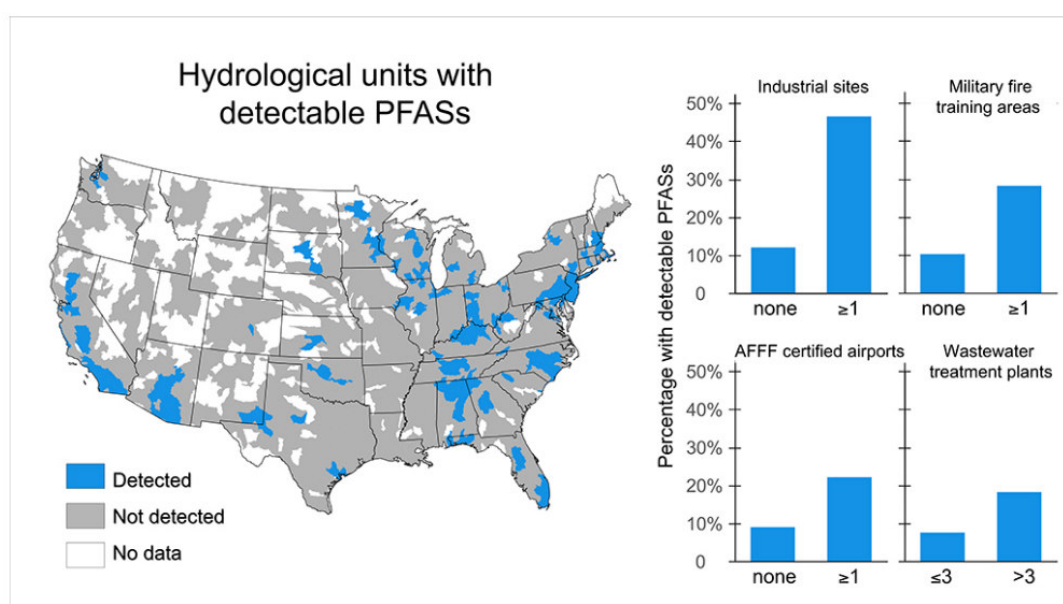 Hydrological units with
detectable PFASs
Detected
Not detected
No data
Percentage with detectable PFASs
Industrial sites
50%
40%
30%
20%
10%
0
none
≥1
Military fire
training areas
none
≥1
AFFF certified airports
50%
40%
30%
20%
10%
0
none
≥1
Wastewater
treatment plants
≤3
>3